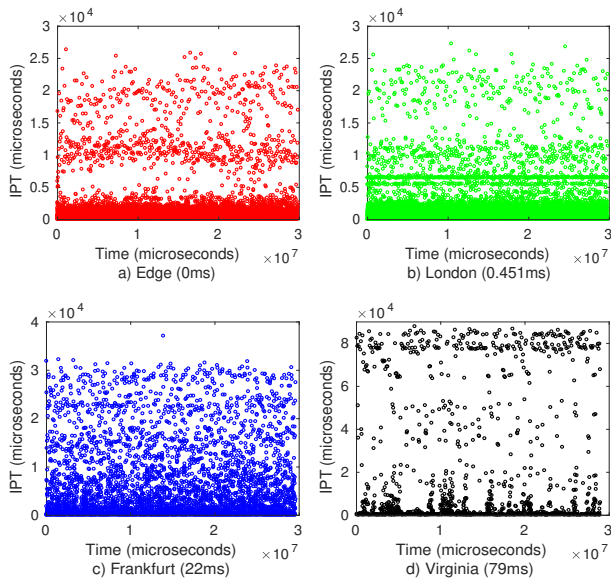 3 ×10⁴
2.5
2
1.5
1
0.5
0
IPT (microseconds)
0 1 2 3
Time (microseconds) ×10⁷
a) Edge (0ms)
3 ×10⁴
2.5
2
1.5
1
0.5
0
IPT (microseconds)
0 1 2 3
Time (microseconds) ×10⁷
b) London (0.451ms)
4 ×10⁴
3
2
1
0
IPT (microseconds)
0 1 2 3
Time (microseconds) ×10⁷
c) Frankfurt (22ms)
8 ×10⁴
6
4
2
0
IPT (microseconds)
0 1 2 3
Time (microseconds) ×10⁷
d) Virginia (79ms)